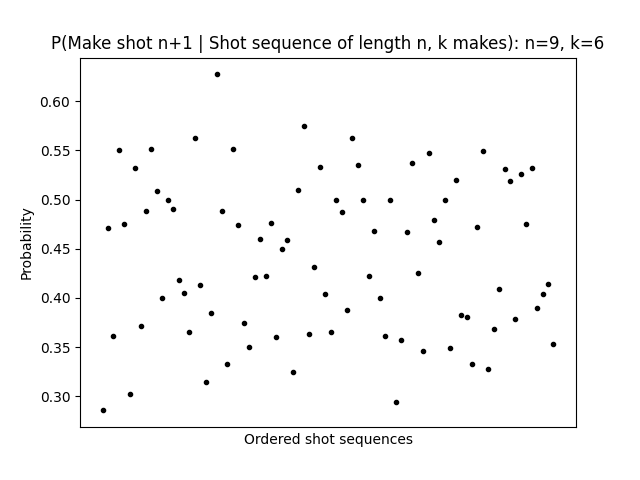 P(Make shot n+1 | Shot sequence of length n, k makes): n=9, k=6
0.60
0.55
0.50
0.45
0.40
0.35
0.30
Probability
Ordered shot sequences